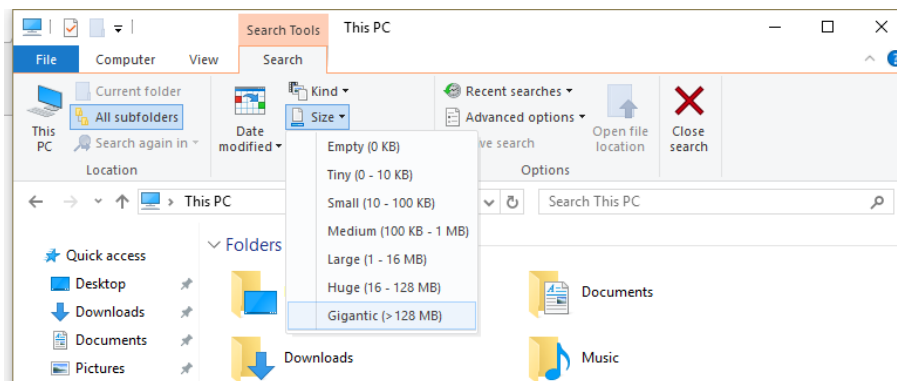 Search Tools This PC
File Computer View Search
Current folder
All subfolders
Search again in
This PC
Location
Date modified
Kind
Size
Recent searches
Advanced options
ve search
Options
Open file location
Close search
This PC
Search This PC
Empty (0 KB)
Tiny (0 - 10 KB)
Small (10 - 100 KB)
Medium (100 KB - 1 MB)
Large (1 - 16 MB)
Huge (16 - 128 MB)
Gigantic (>128 MB)
Quick access
Desktop
Downloads
Documents
Pictures
Folders
Documents
Downloads
Music